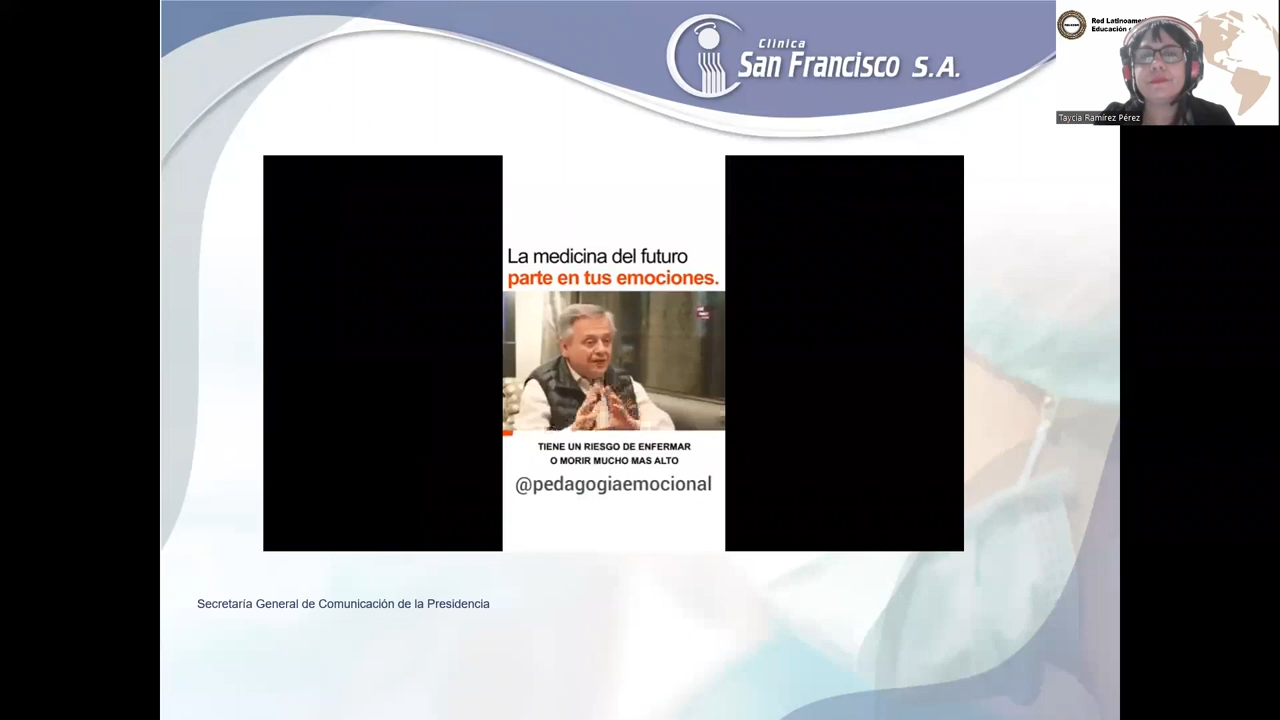 Clínica
San Francisco S.A.
Red Latinoame
Educación
Taycia Ramírez Pérez
La medicina del futuro
parte en tus emociones.
TIENE UN RIESGO DE ENFERMAR
O MORIR MUCHO MAS ALTO
@pedagogiaemocional
Secretaría General de Comunicación de la Presidencia